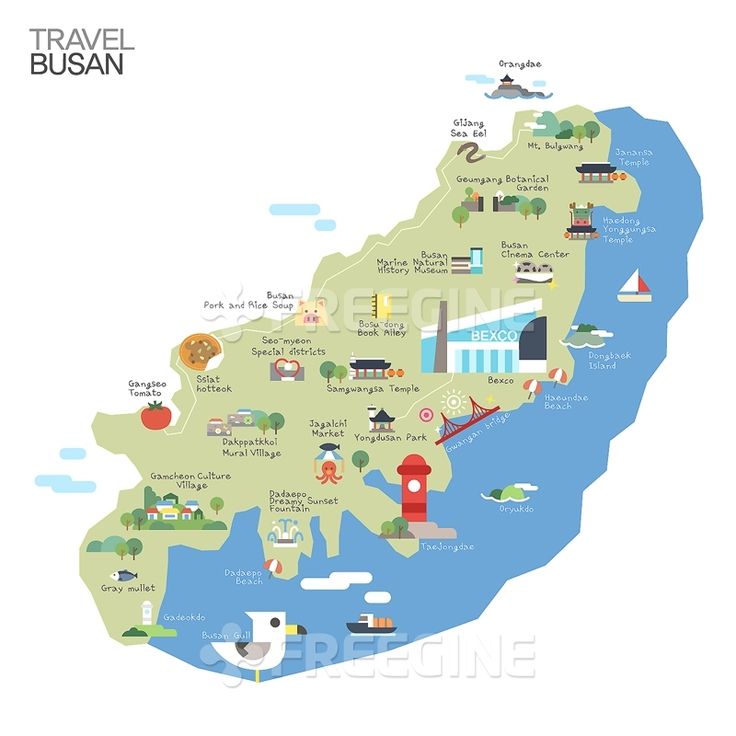 TRAVEL
BUSAN
Orangdae
Gijang
Sea Eel
Mt. Bulgwang
Janansa
Temple
Geumgang Botanical
Garden
Haedong
Yonggungsa
Temple
Busan
Marine Natural
History Museum
Busan
Cinema Center
Busan
Pork and Rice Soup
Bosu-dong
Book Alley
FREEGINE
BEXCO
Seo-myeon
Special districts
Dongbaek
Island
Ssiat
hotteok
Samgwangsa Temple
Bexco
Gangseo
Tomato
Haeundae
Beach
Dakppatkkoi
Mural Village
Jagalchi
Market
Yongdusan Park
Gwangan bridge
Gamcheon Culture
Village
Dadaepo
Dreamy Sunset
Fountain
Oryukdo
Taejongdae
Dadaepo
Beach
Gray mullet
Gadeokdo
Busan Gull
FREEGINE